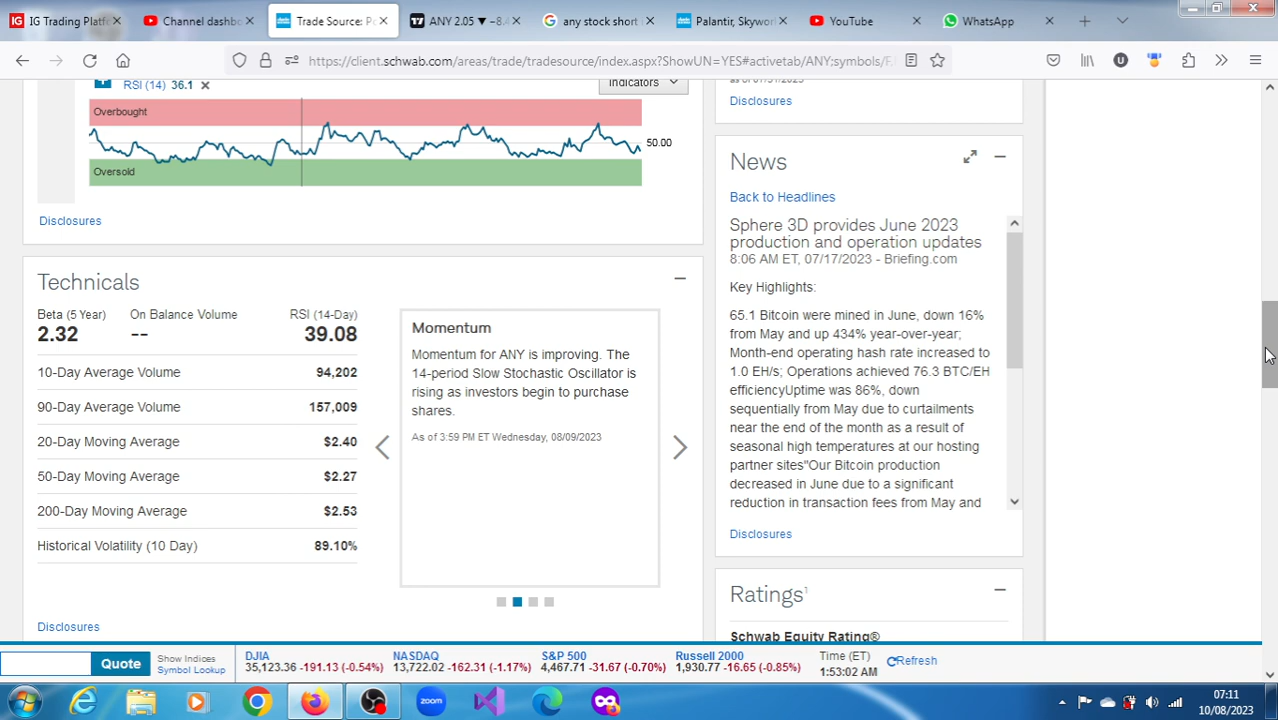 IG Trading Platf
Channel dashbo
Trade Source: Po
ANY 2.05 ▼ −8.4
any stock short
Palantir, Skywor
YouTube
WhatsApp
https://client.schwab.com/areas/trade/tradesource/index.aspx?ShowUN=YES#activetab/ANY;symbols/F.
RSI (14) 36.1
Indicators
Overbought
50.00
Oversold
Disclosures
Technicals
Beta (5 Year)
2.32
On Balance Volume
--
RSI (14-Day)
39.08
10-Day Average Volume 94,202
90-Day Average Volume 157,009
20-Day Moving Average $2.40
50-Day Moving Average $2.27
200-Day Moving Average $2.53
Historical Volatility (10 Day) 89.10%
Disclosures
Momentum
Momentum for ANY is improving. The
14-period Slow Stochastic Oscillator is
rising as investors begin to purchase
shares.
As of 3:59 PM ET Wednesday, 08/09/2023
Disclosures
News
Back to Headlines
Sphere 3D provides June 2023
production and operation updates
8:06 AM ET, 07/17/2023 - Briefing.com
Key Highlights:
65.1 Bitcoin were mined in June, down 16%
from May and up 434% year-over-year;
Month-end operating hash rate increased to
1.0 EH/s; Operations achieved 76.3 BTC/EH
efficiencyUptime was 86%, down
sequentially from May due to curtailments
near the end of the month as a result of
seasonal high temperatures at our hosting
partner sites"Our Bitcoin production
decreased in June due to a significant
reduction in transaction fees from May and
Disclosures
Ratings¹
Schwab Equity Rating®
Quote
Show Indices
Symbol Lookup
DJIA
35,123.36 -191.13 (-0.54%)
NASDAQ
13,722.02 -162.31 (-1.17%)
S&P 500
4,467.71 -31.67 (-0.70%)
Russell 2000
1,930.77 -16.65 (-0.85%)
Time (ET)
1:53:02 AM
Refresh
zoom
07:11
10/08/2023